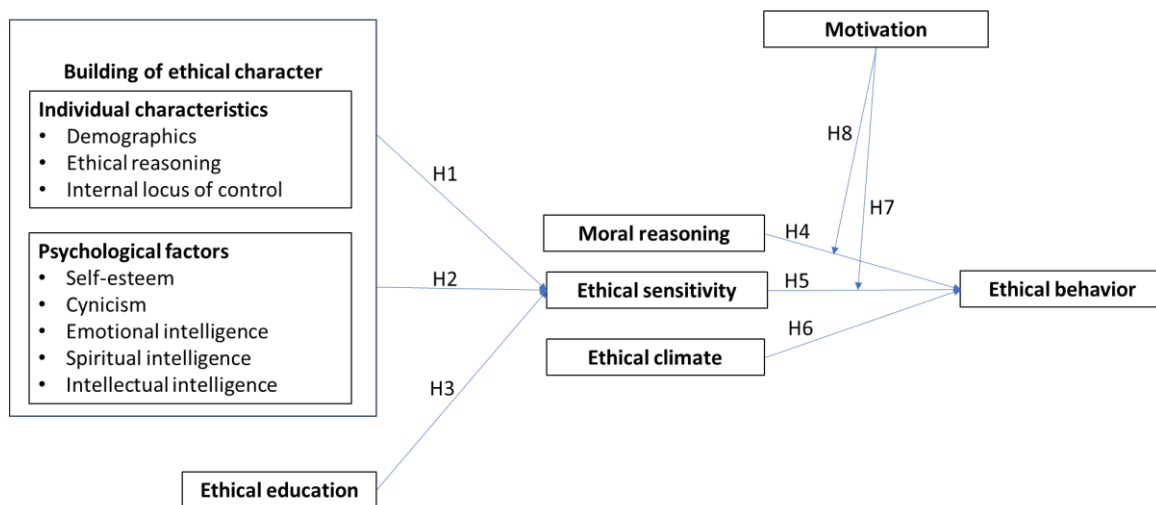 Motivation
Building of ethical character
Individual characteristics
• Demographics
• Ethical reasoning
• Internal locus of control
H8
H1
H7
Moral reasoning
H4
Psychological factors
• Self-esteem
• Cynicism
• Emotional intelligence
• Spiritual intelligence
• Intellectual intelligence
H2
Ethical sensitivity
H5
Ethical behavior
H6
Ethical climate
H3
Ethical education